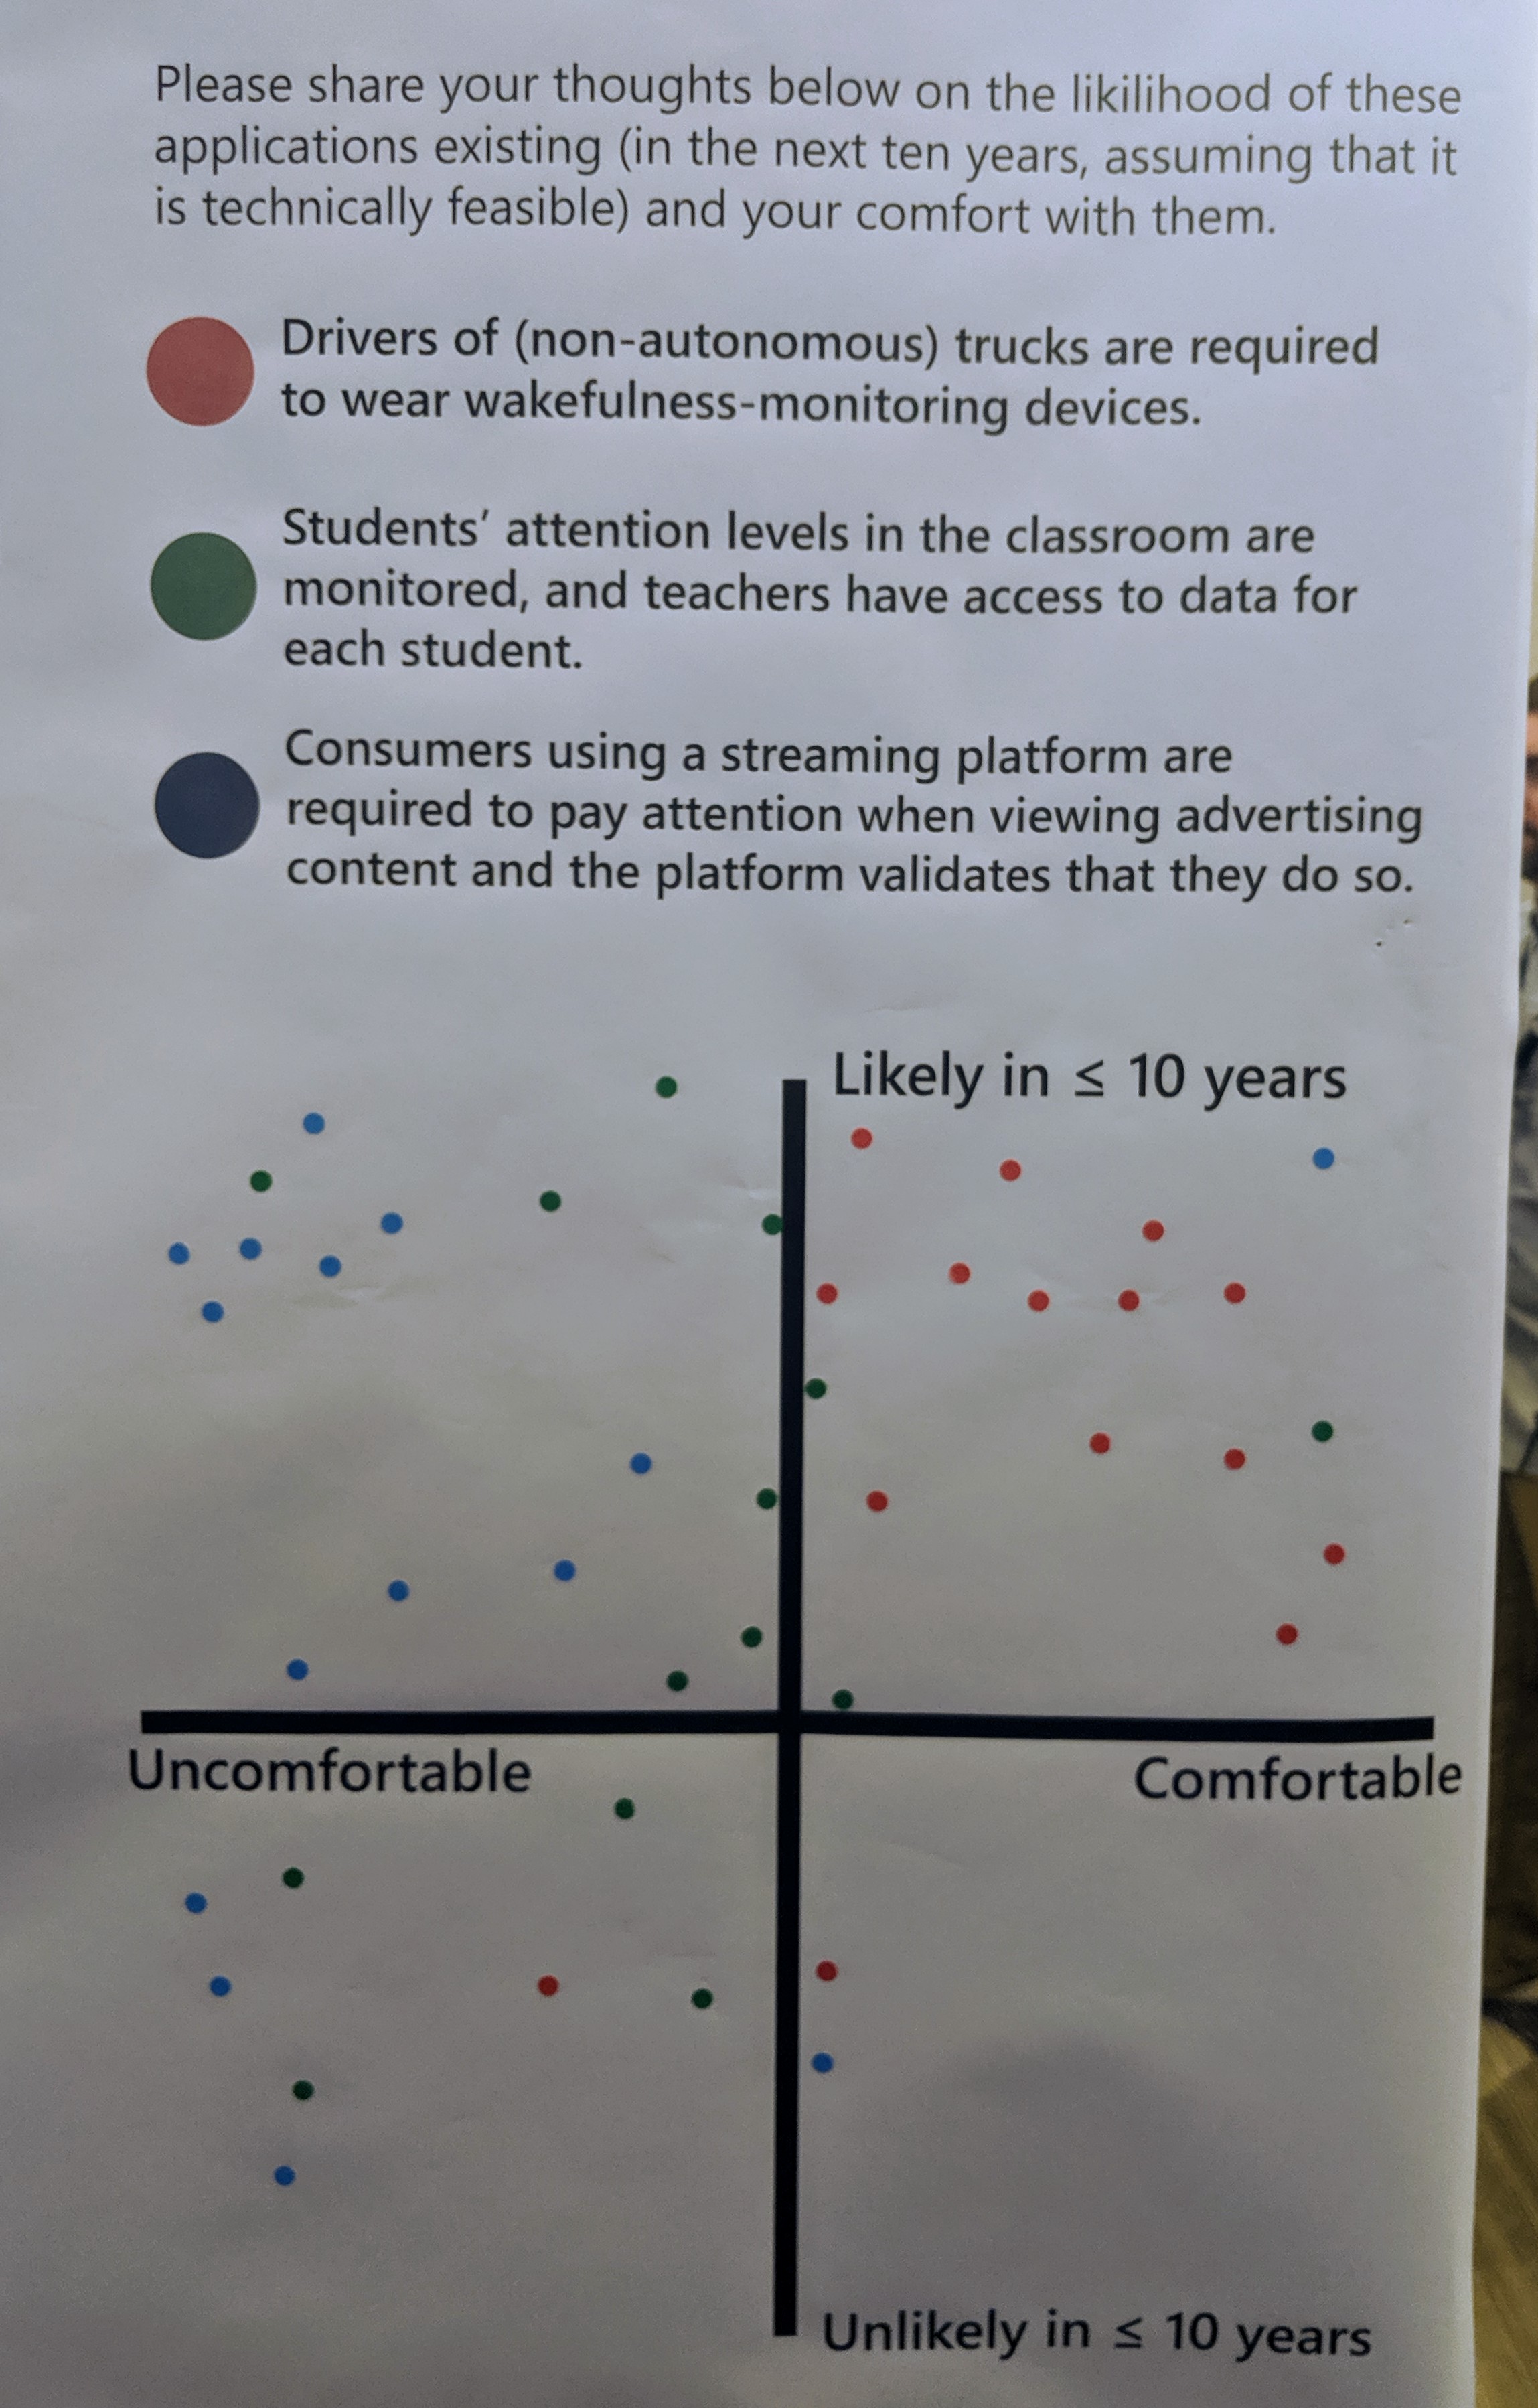 Please share your thoughts below on the likilihood of these
applications existing (in the next ten years, assuming that it
is technically feasible) and your comfort with them.
Drivers of (non-autonomous) trucks are required
to wear wakefulness-monitoring devices.
Students’ attention levels in the classroom are
monitored, and teachers have access to data for
each student.
Consumers using a streaming platform are
required to pay attention when viewing advertising
content and the platform validates that they do so.
Likely in ≤ 10 years
Uncomfortable
Comfortable
Unlikely in ≤ 10 years